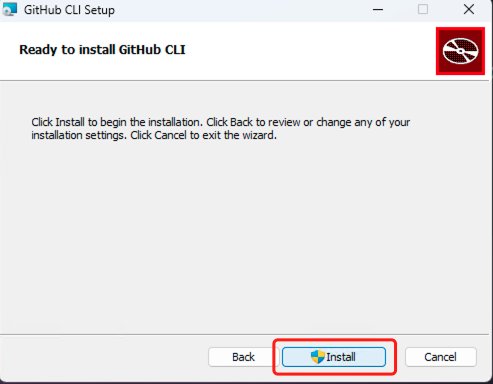 GitHub CLI Setup
Ready to install GitHub CLI
Click Install to begin the installation. Click Back to review or change any of your
installation settings. Click Cancel to exit the wizard.
Back
Install
Cancel